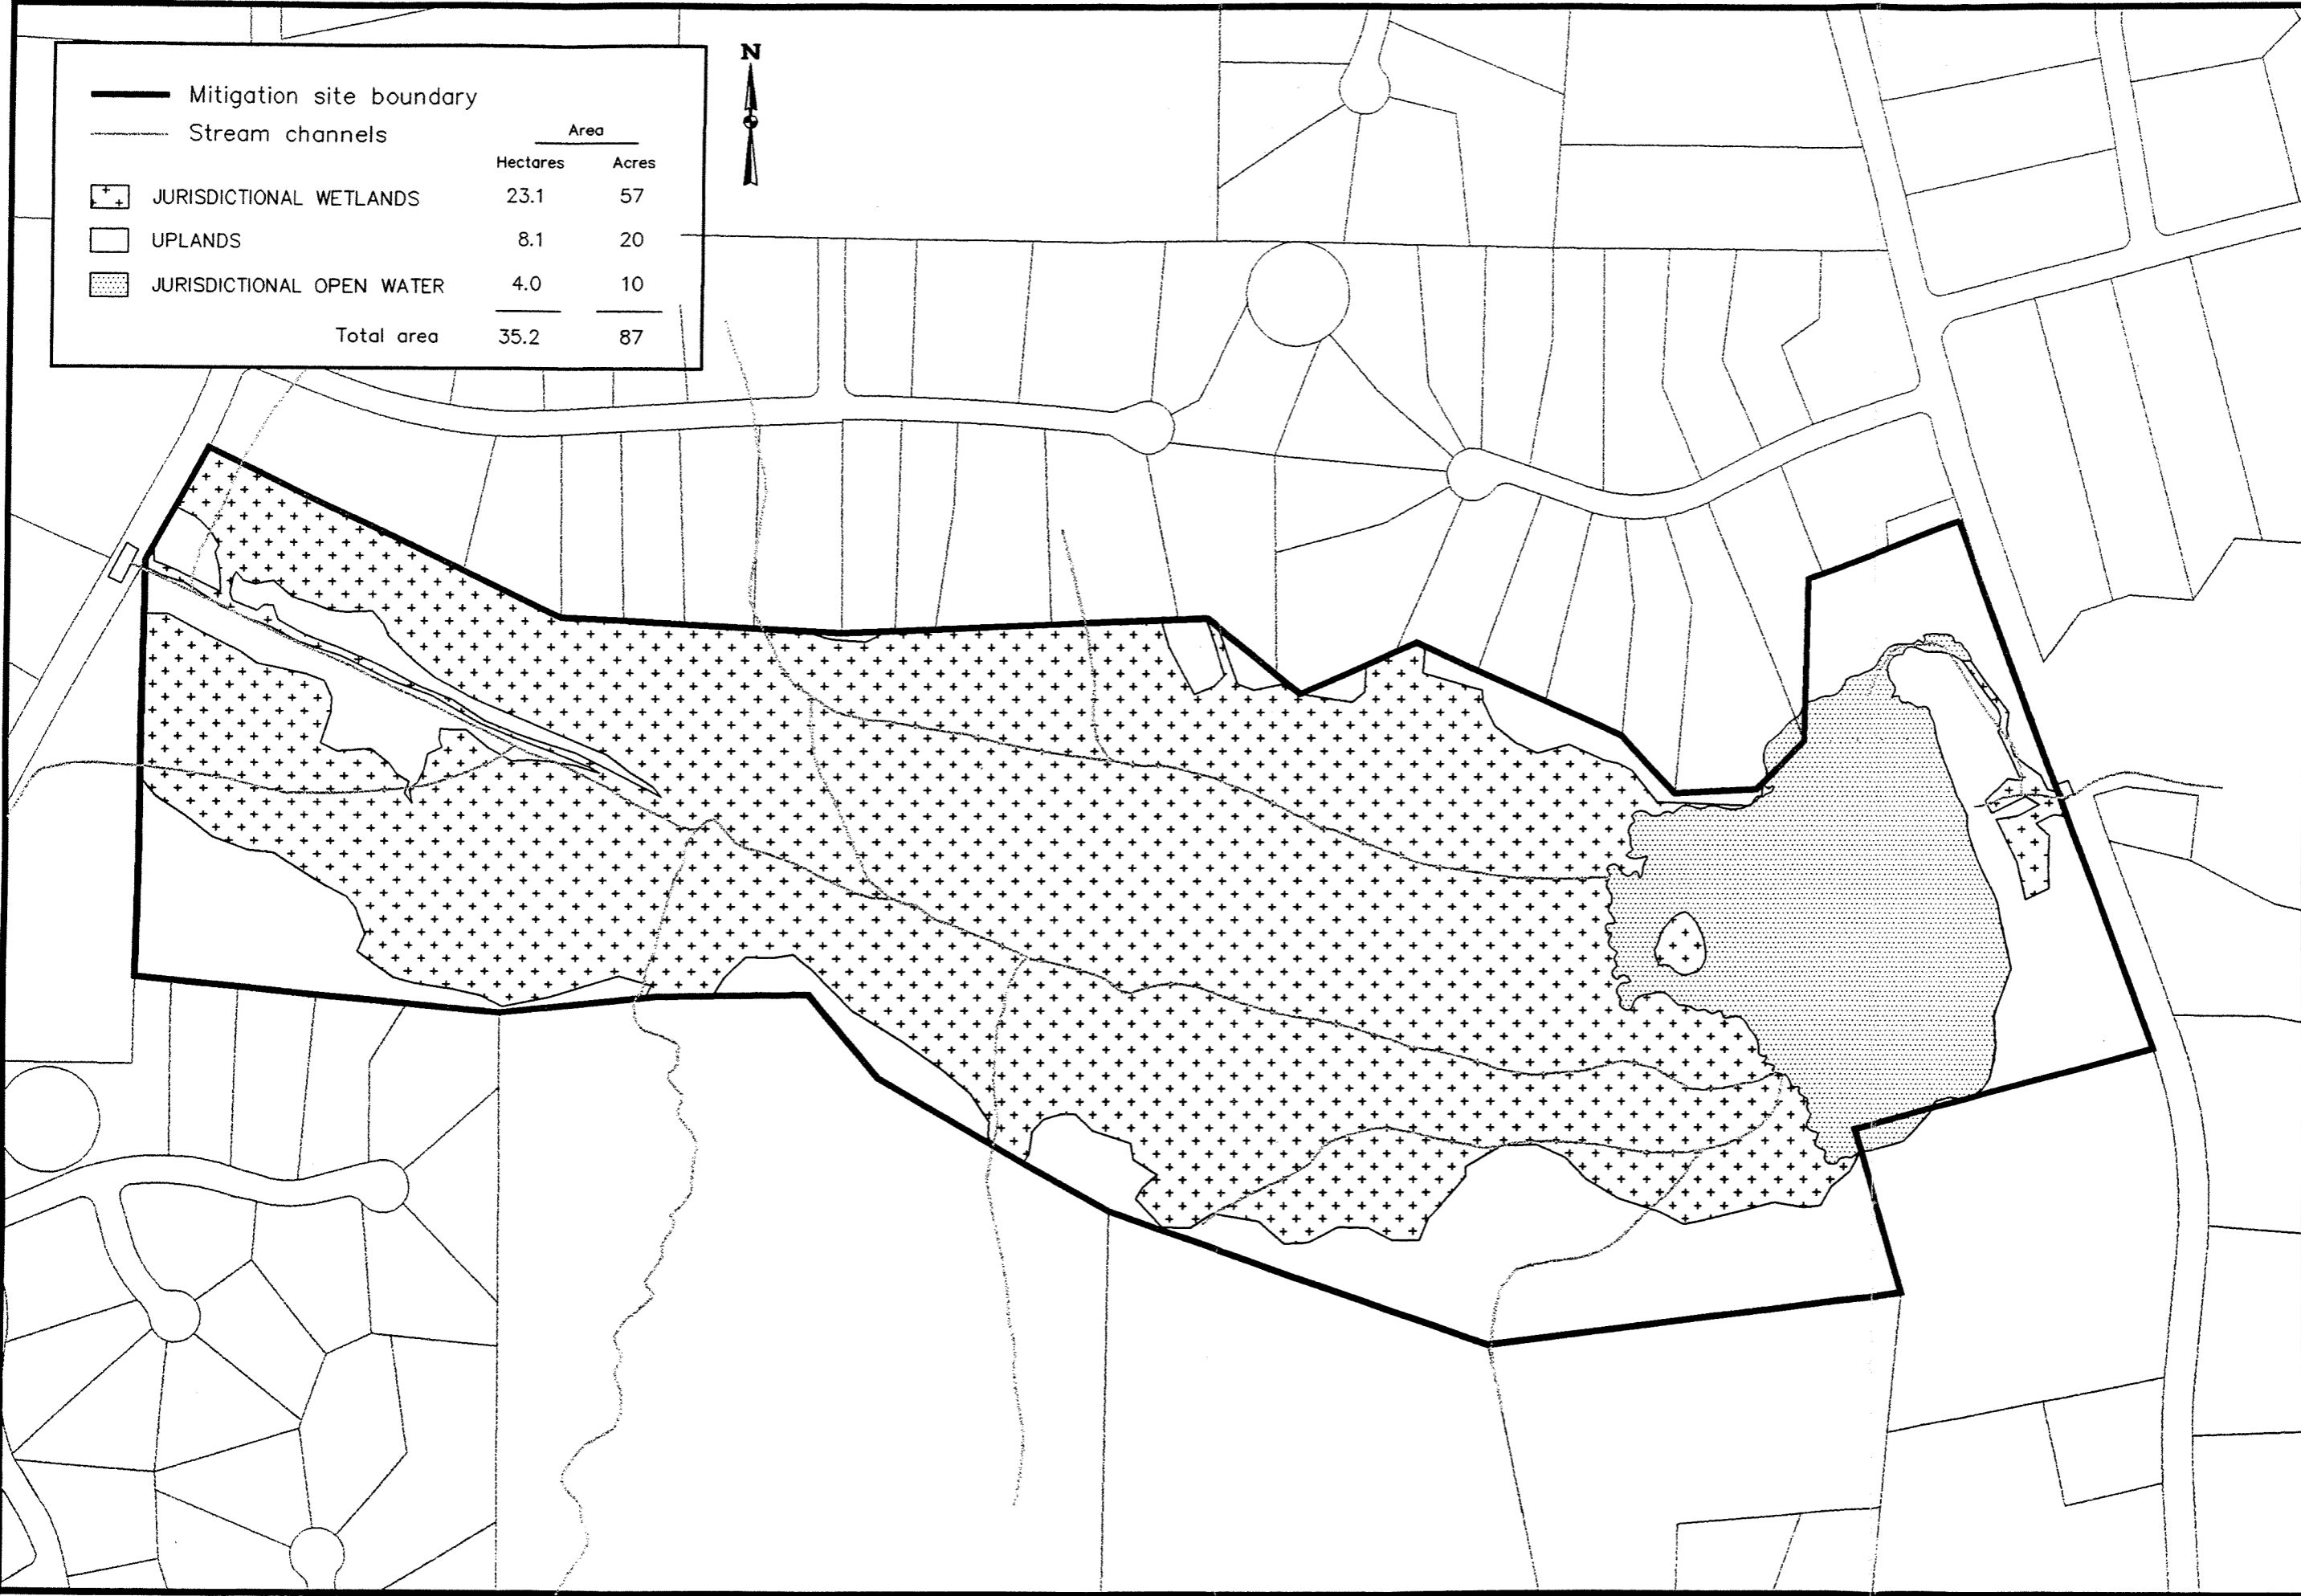 N
Mitigation site boundary
Stream channels
Area
Hectares Acres
JURISDICTIONAL WETLANDS 23.1 57
UPLANDS 8.1 20
JURISDICTIONAL OPEN WATER 4.0 10
Total area 35.2 87